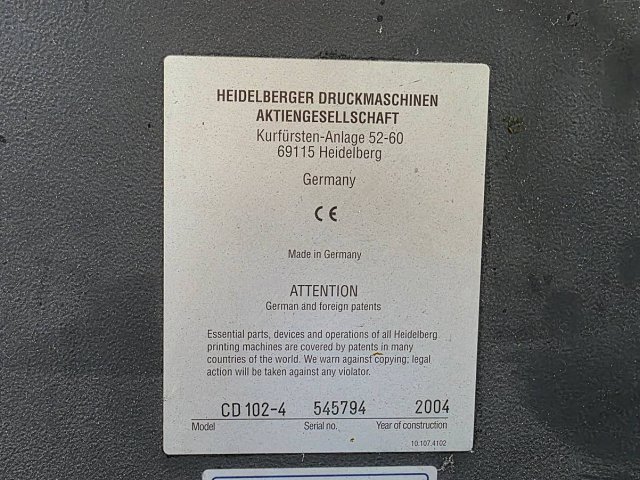 HEIDELBERGER DRUCKMASCHINEN
AKTIENGESELLSCHAFT
Kurfürsten-Anlage 52-60
69115 Heidelberg
Germany
CE
Made in Germany
ATTENTION
German and foreign patents
Essential parts, devices and operations of all Heidelberg
printing machines are covered by patents in many
countries of the world. We warn against copying; legal
action will be taken against any violator.
CD 102-4 545794 2004
Model Serial no. Year of construction
10.107.4102